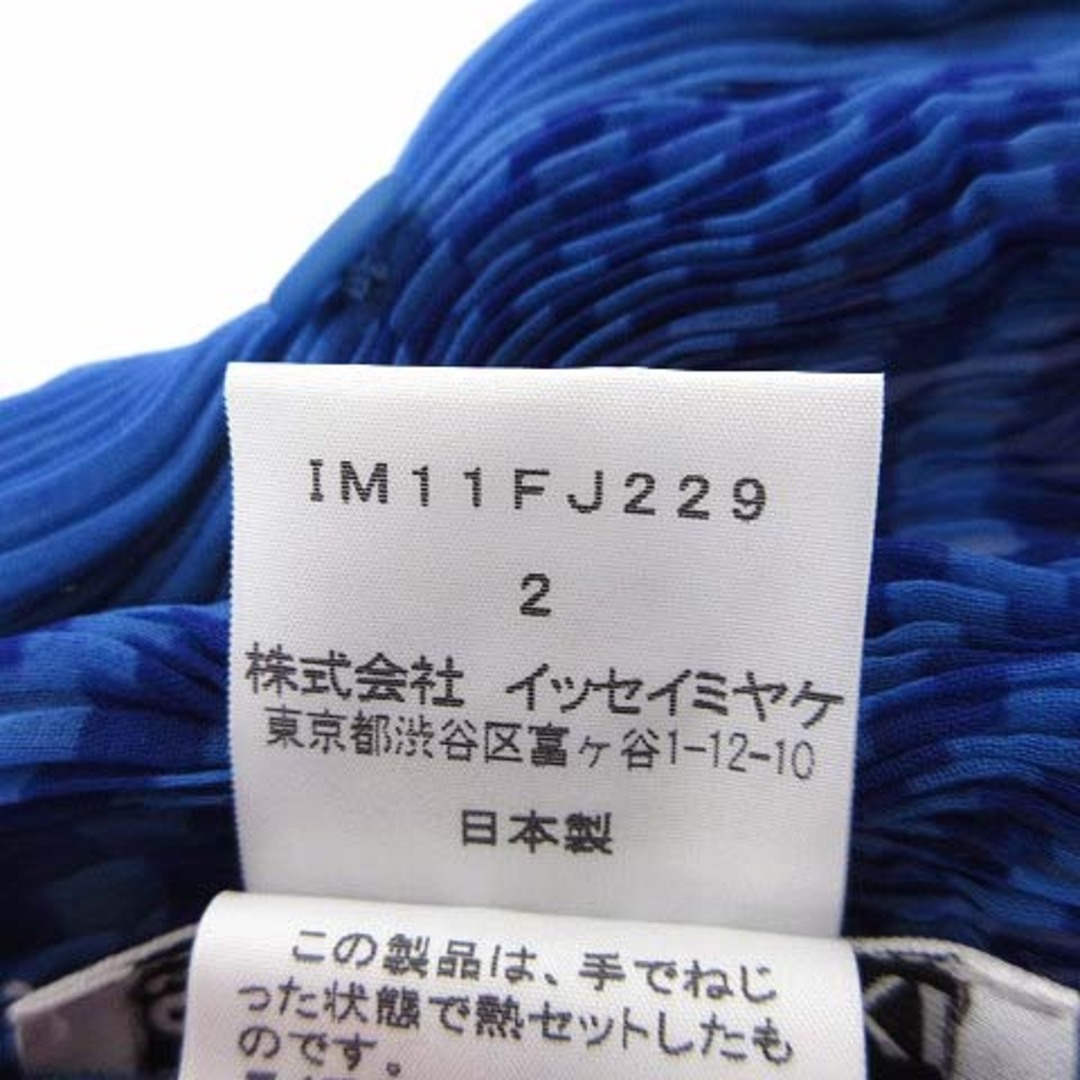 IM11FJ229
2
株式会社 イッセイミヤケ
東京都渋谷区富ヶ谷1-12-10
日本製
この製品は、手でねじ
った状態で熱セットしたも
のです。